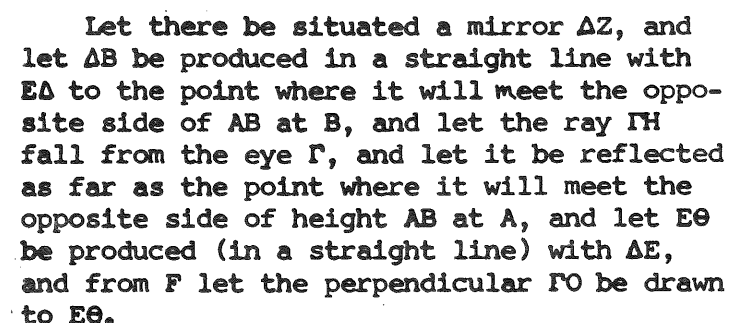 Let there be situated a mirror ΔZ, and
let ΔB be produced in a straight line with
EΔ to the point where it will meet the oppo-
site side of AB at B, and let the ray ΓH
fall from the eye Γ, and let it be reflected
as far as the point where it will meet the
opposite side of height AB at A, and let EΘ
be produced (in a straight line) with ΔE,
and from F let the perpendicular ΓO be drawn
to EΘ.